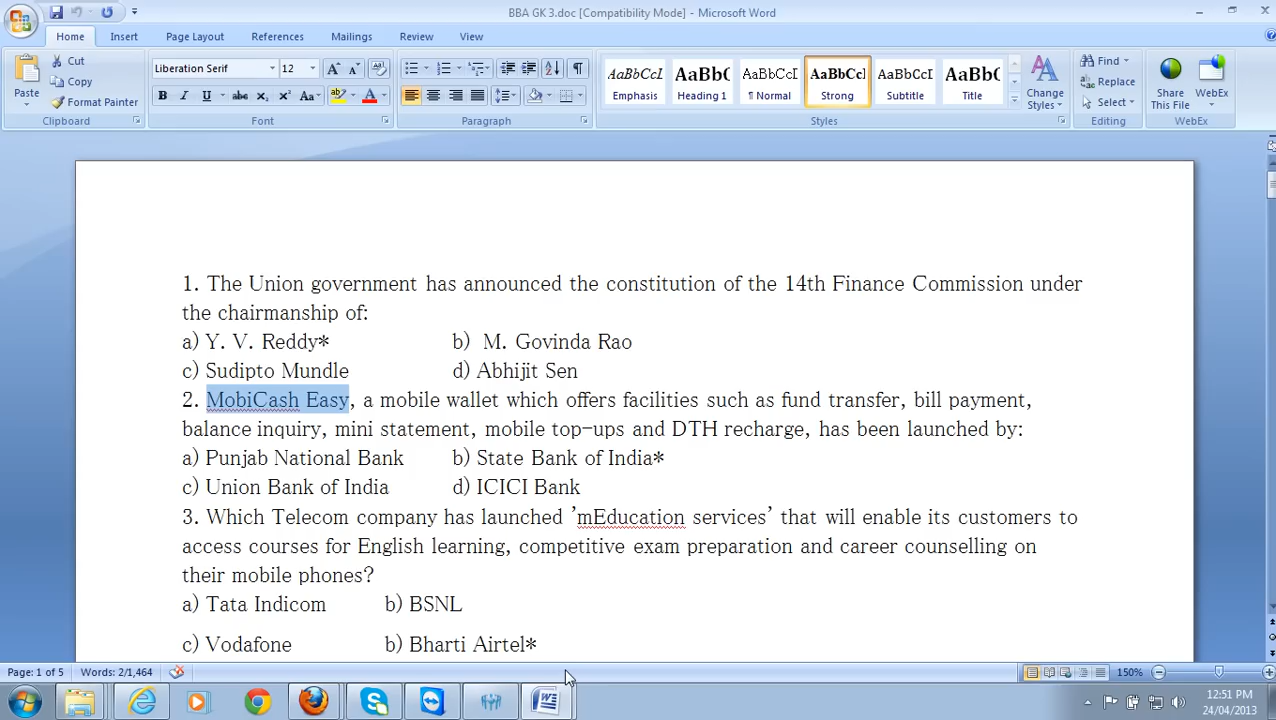 BBA GK 3.doc [Compatibility Mode] - Microsoft Word
Home Insert Page Layout References Mailings Review View
Paste
Cut
Copy
Format Painter
Clipboard
Liberation Serif 12
Font
Paragraph
AaBbCcI AaBbC AaBbCcI AaBbCc AaBbCcI AaBb(
Emphasis Heading 1 ¶ Normal Strong Subtitle Title
Change Styles
Styles
Find
Replace
Select
Editing
Share This File
WebEx
WebEx
1. The Union government has announced the constitution of the 14th Finance Commission under
the chairmanship of:
a) Y. V. Reddy* b) M. Govinda Rao
c) Sudipto Mundle d) Abhijit Sen
2. MobiCash Easy, a mobile wallet which offers facilities such as fund transfer, bill payment,
balance inquiry, mini statement, mobile top-ups and DTH recharge, has been launched by:
a) Punjab National Bank b) State Bank of India*
c) Union Bank of India d) ICICI Bank
3. Which Telecom company has launched 'mEducation services' that will enable its customers to
access courses for English learning, competitive exam preparation and career counselling on
their mobile phones?
a) Tata Indicom b) BSNL
c) Vodafone b) Bharti Airtel*
Page: 1 of 5 Words: 2/1,464 150%
12:51 PM
24/04/2013